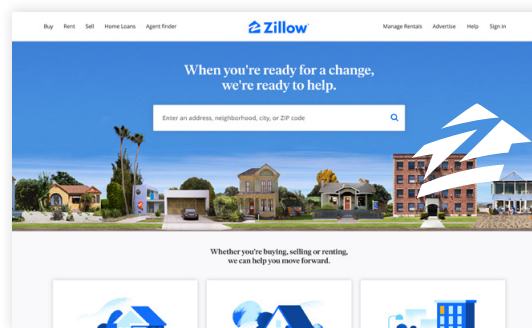 Buy Rent Sell Home Loans Agent finder Zillow Manage Rentals Advertise Help Sign in
When you're ready for a change,
we're ready to help.
Enter an address, neighborhood, city, or ZIP code
Whether you're buying, selling or renting,
we can help you move forward.